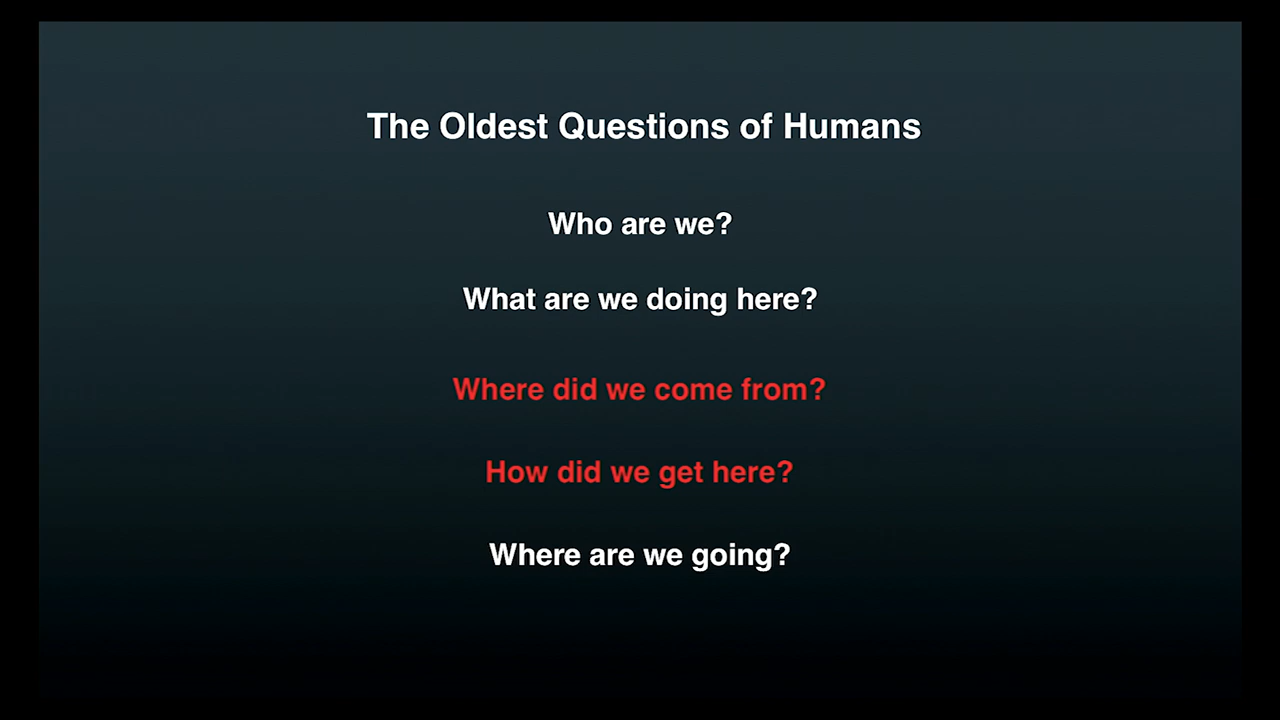 The Oldest Questions of Humans
Who are we?
What are we doing here?
Where did we come from?
How did we get here?
Where are we going?